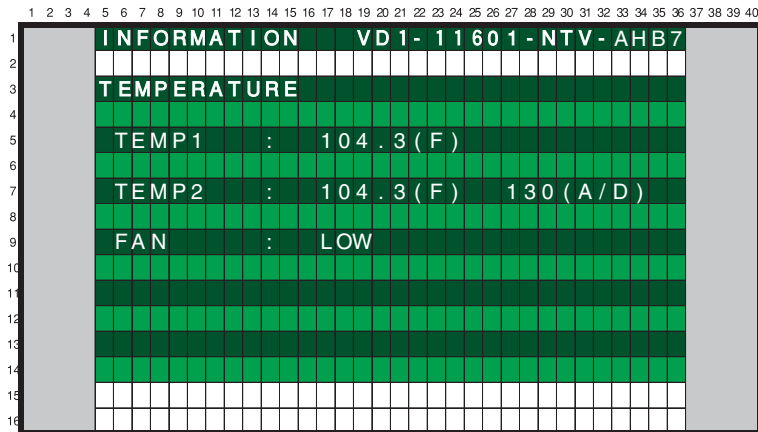 1 2 3 4 5 6 7 8 9 10 11 12 13 14 15 16 17 18 19 20 21 22 23 24 25 26 27 28 29 30 31 32 33 34 35 36 37 38 39 40
1 INFORMATION VD1-11601-NTV-AHB7
2
3 TEMPERATURE
4
5 TEMP1 : 104.3(F)
6
7 TEMP2 : 104.3(F) 130(A/D)
8
9 FAN : LOW
10
11
12
13
14
15
16